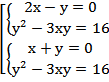 2x − y = 0
y² − 3xy = 16
x + y = 0
y² − 3xy = 16